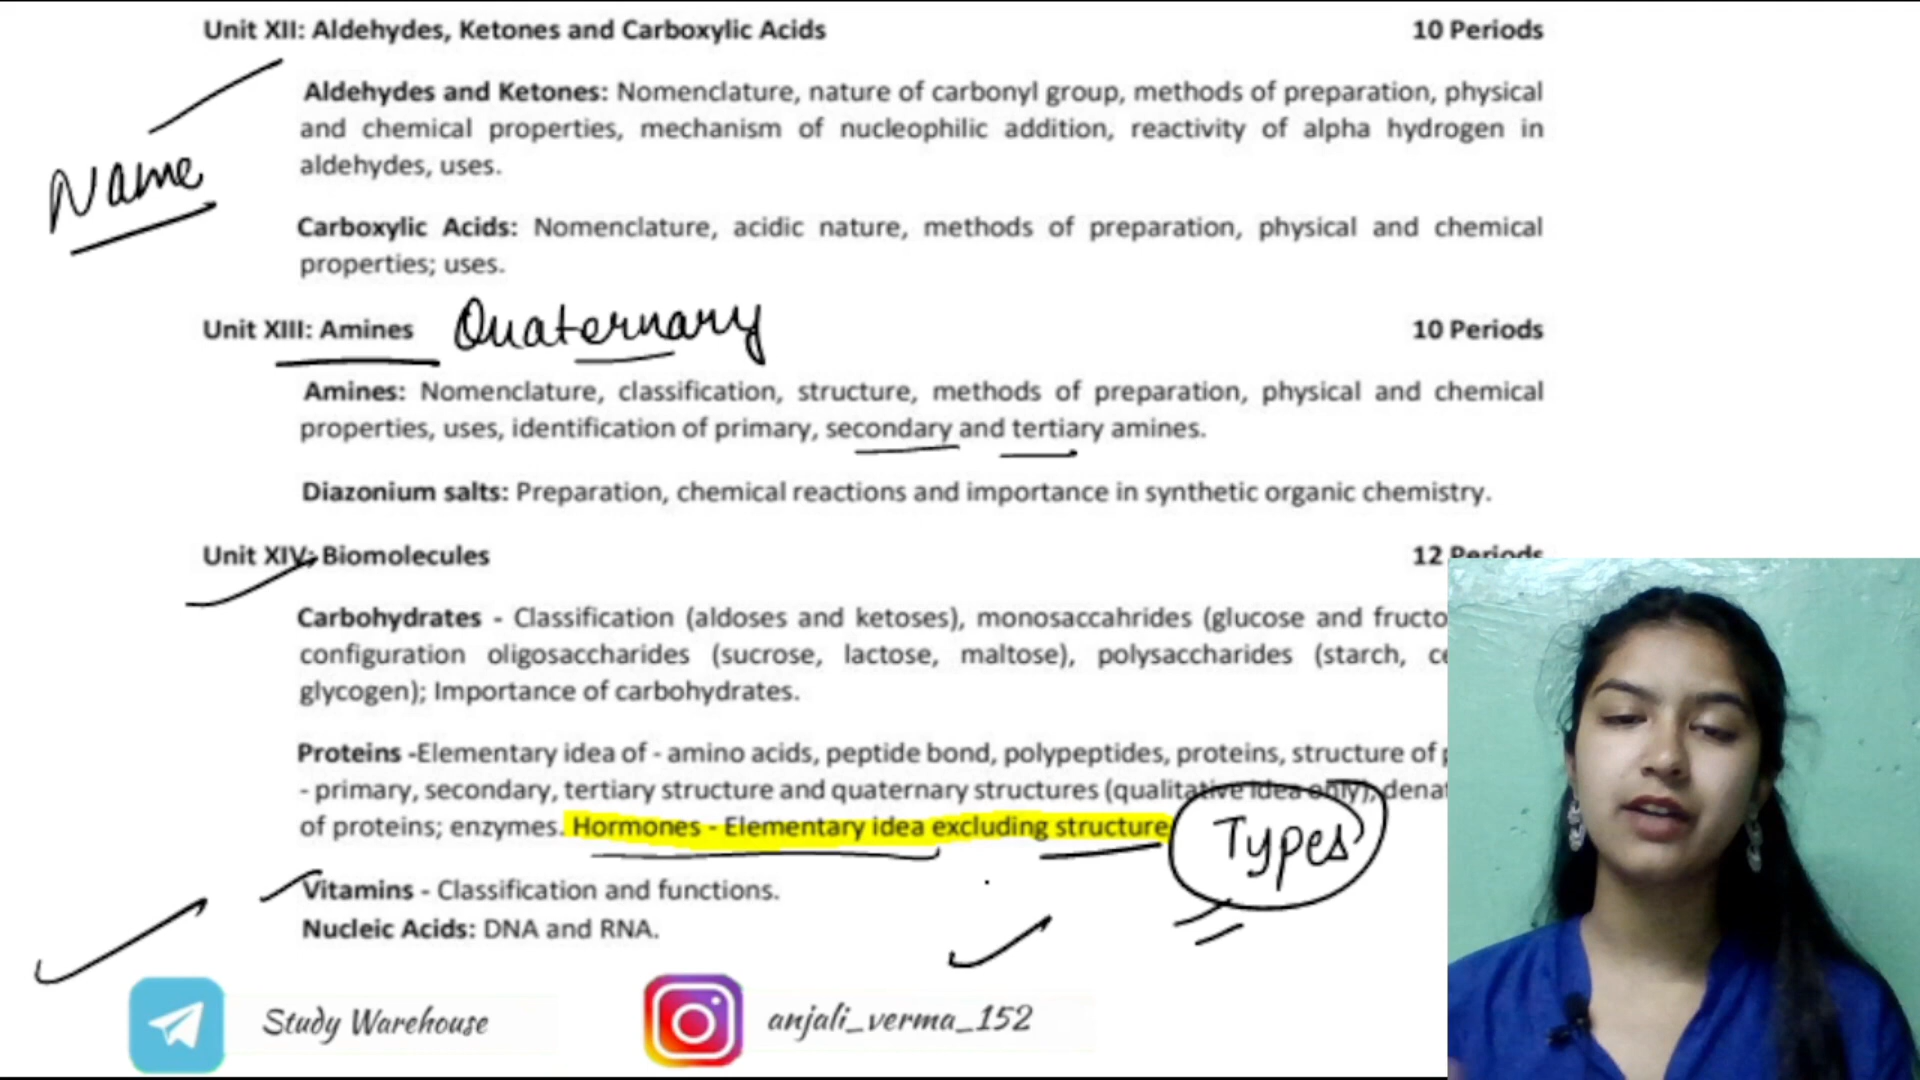 Unit XII: Aldehydes, Ketones and Carboxylic Acids 10 Periods
Aldehydes and Ketones: Nomenclature, nature of carbonyl group, methods of preparation, physical
and chemical properties, mechanism of nucleophilic addition, reactivity of alpha hydrogen in
aldehydes, uses.
Name
Carboxylic Acids: Nomenclature, acidic nature, methods of preparation, physical and chemical
properties; uses.
Unit XIII: Amines Quaternary 10 Periods
Amines: Nomenclature, classification, structure, methods of preparation, physical and chemical
properties, uses, identification of primary, secondary and tertiary amines.
Diazonium salts: Preparation, chemical reactions and importance in synthetic organic chemistry.
Unit XIV: Biomolecules 12 Periods
Carbohydrates - Classification (aldoses and ketoses), monosaccahrides (glucose and fructo
configuration oligosaccharides (sucrose, lactose, maltose), polysaccharides (starch, ce
glycogen); Importance of carbohydrates.
Proteins -Elementary idea of - amino acids, peptide bond, polypeptides, proteins, structure of p
- primary, secondary, tertiary structure and quaternary structures (qualitative idea only), denat
of proteins; enzymes. Hormones - Elementary idea excluding structure
Types
Vitamins - Classification and functions.
Nucleic Acids: DNA and RNA.
Study Warehouse anjali_verma_152